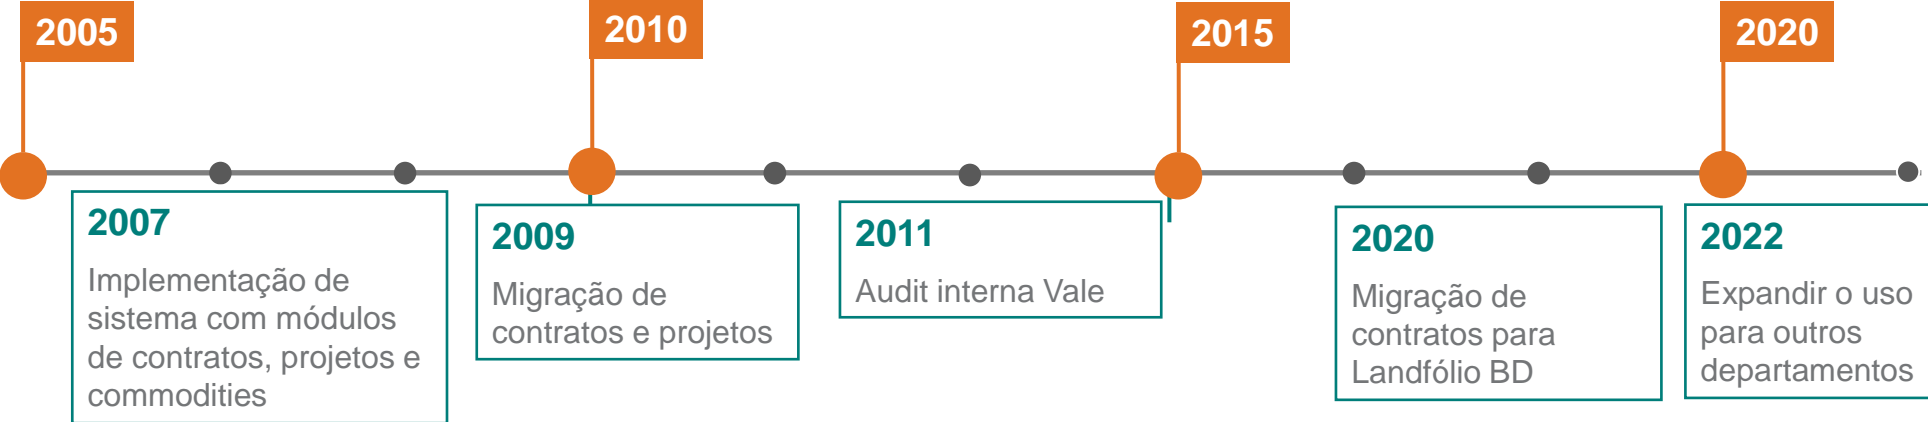 2005
2010
2015
2020
2007
Implementação de
sistema com módulos
de contratos, projetos e
commodities
2009
Migração de
contratos e projetos
2011
Audit interna Vale
2020
Migração de
contratos para
Landfólio BD
2022
Expandir o uso
para outros
departamentos